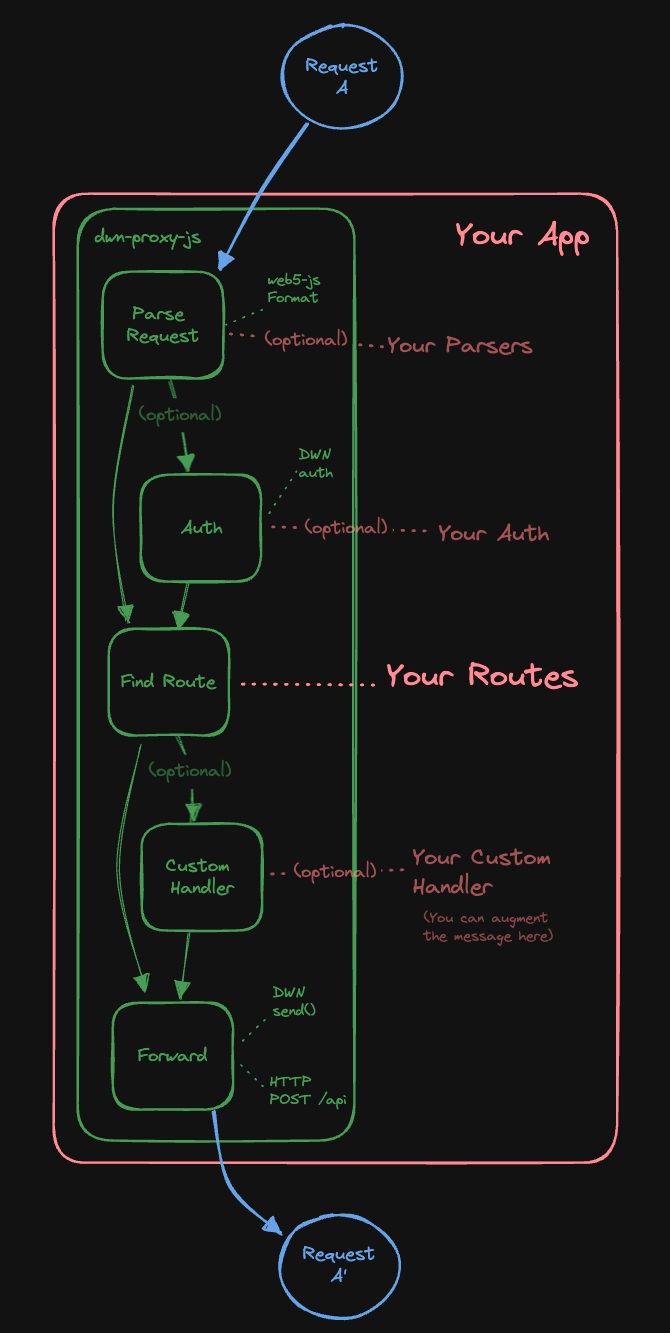 Request
A
dwn-proxy-js
Your App
web5-js
Format
Parse
Request
(optional)
Your Parsers
(optional)
DWN
auth
Auth
(optional)
Your Auth
Find Route
Your Routes
(optional)
Custom
Handler
(optional)
Your Custom
Handler
(You can augment
the message here)
DWN
send()
Forward
HTTP
POST /api
Request
A'